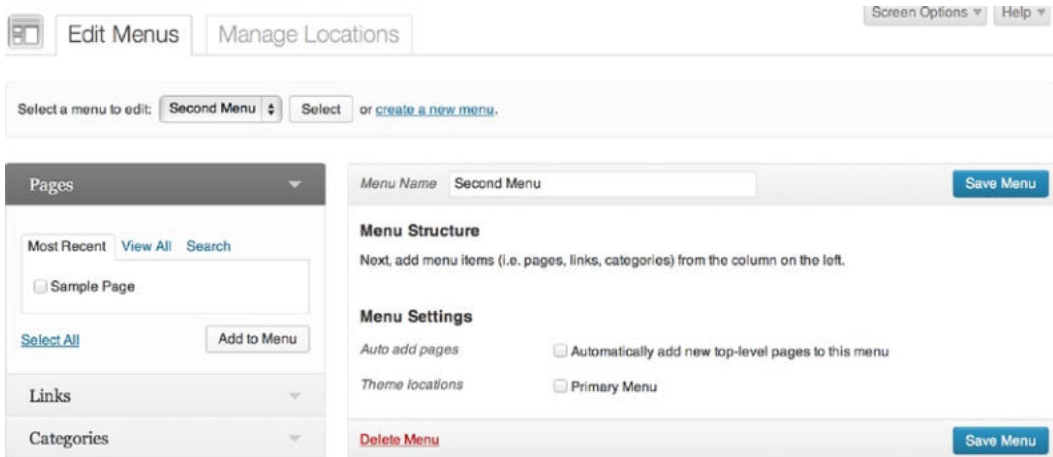 Screen Options
Help
Edit Menus
Manage Locations
Select a menu to edit: Second Menu Select or create a new menu.
Pages
Most Recent View All Search
Sample Page
Select All Add to Menu
Links
Categories
Menu Name Second Menu Save Menu
Menu Structure
Next, add menu items (i.e. pages, links, categories) from the column on the left.
Menu Settings
Auto add pages Automatically add new top-level pages to this menu
Theme locations Primary Menu
Delete Menu Save Menu